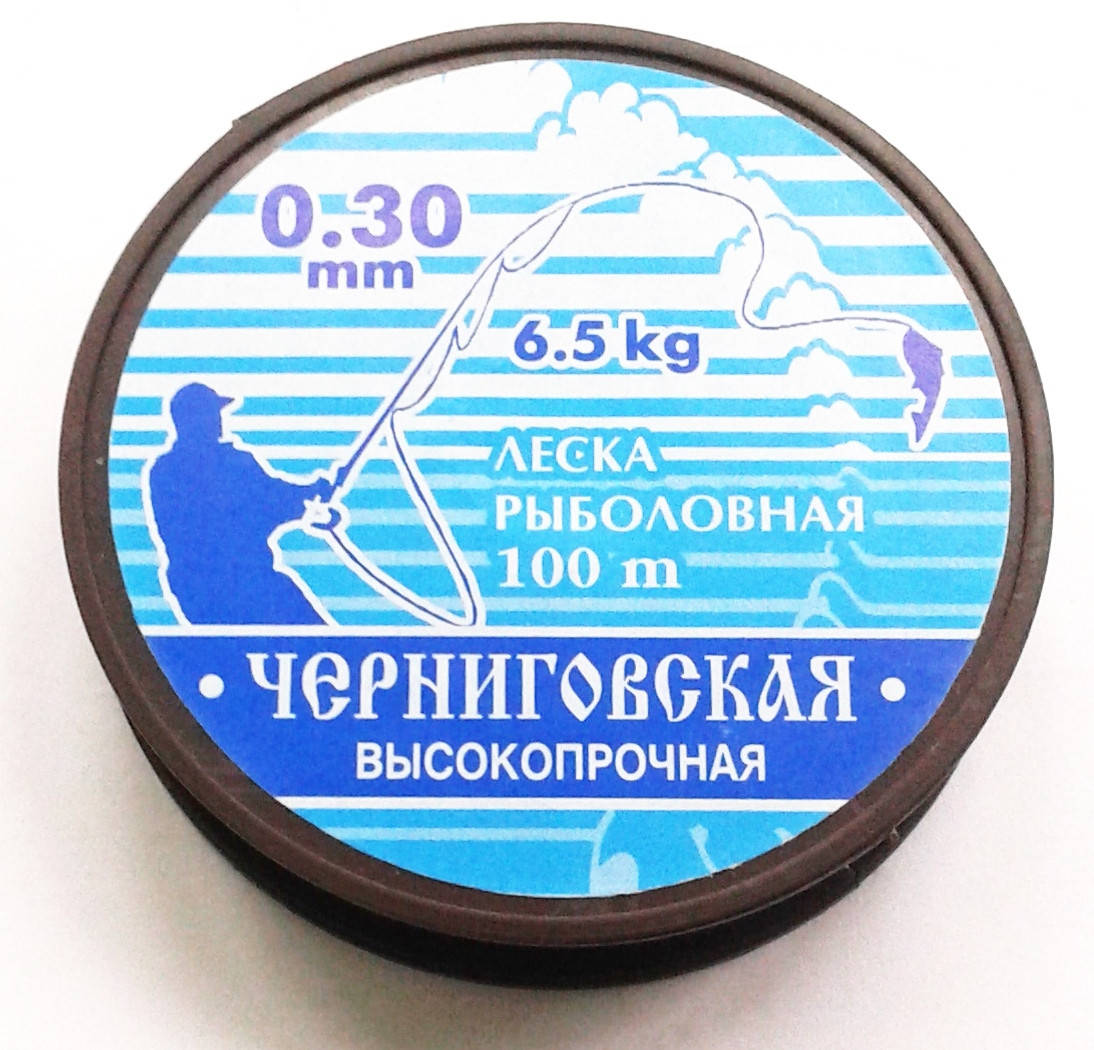 0.30
mm
6.5 kg
ЛЕСКА
РЫБОЛОВНАЯ
100 m
• ЧЕРНИГОВСКАЯ •
ВЫСОКОПРОЧНАЯ